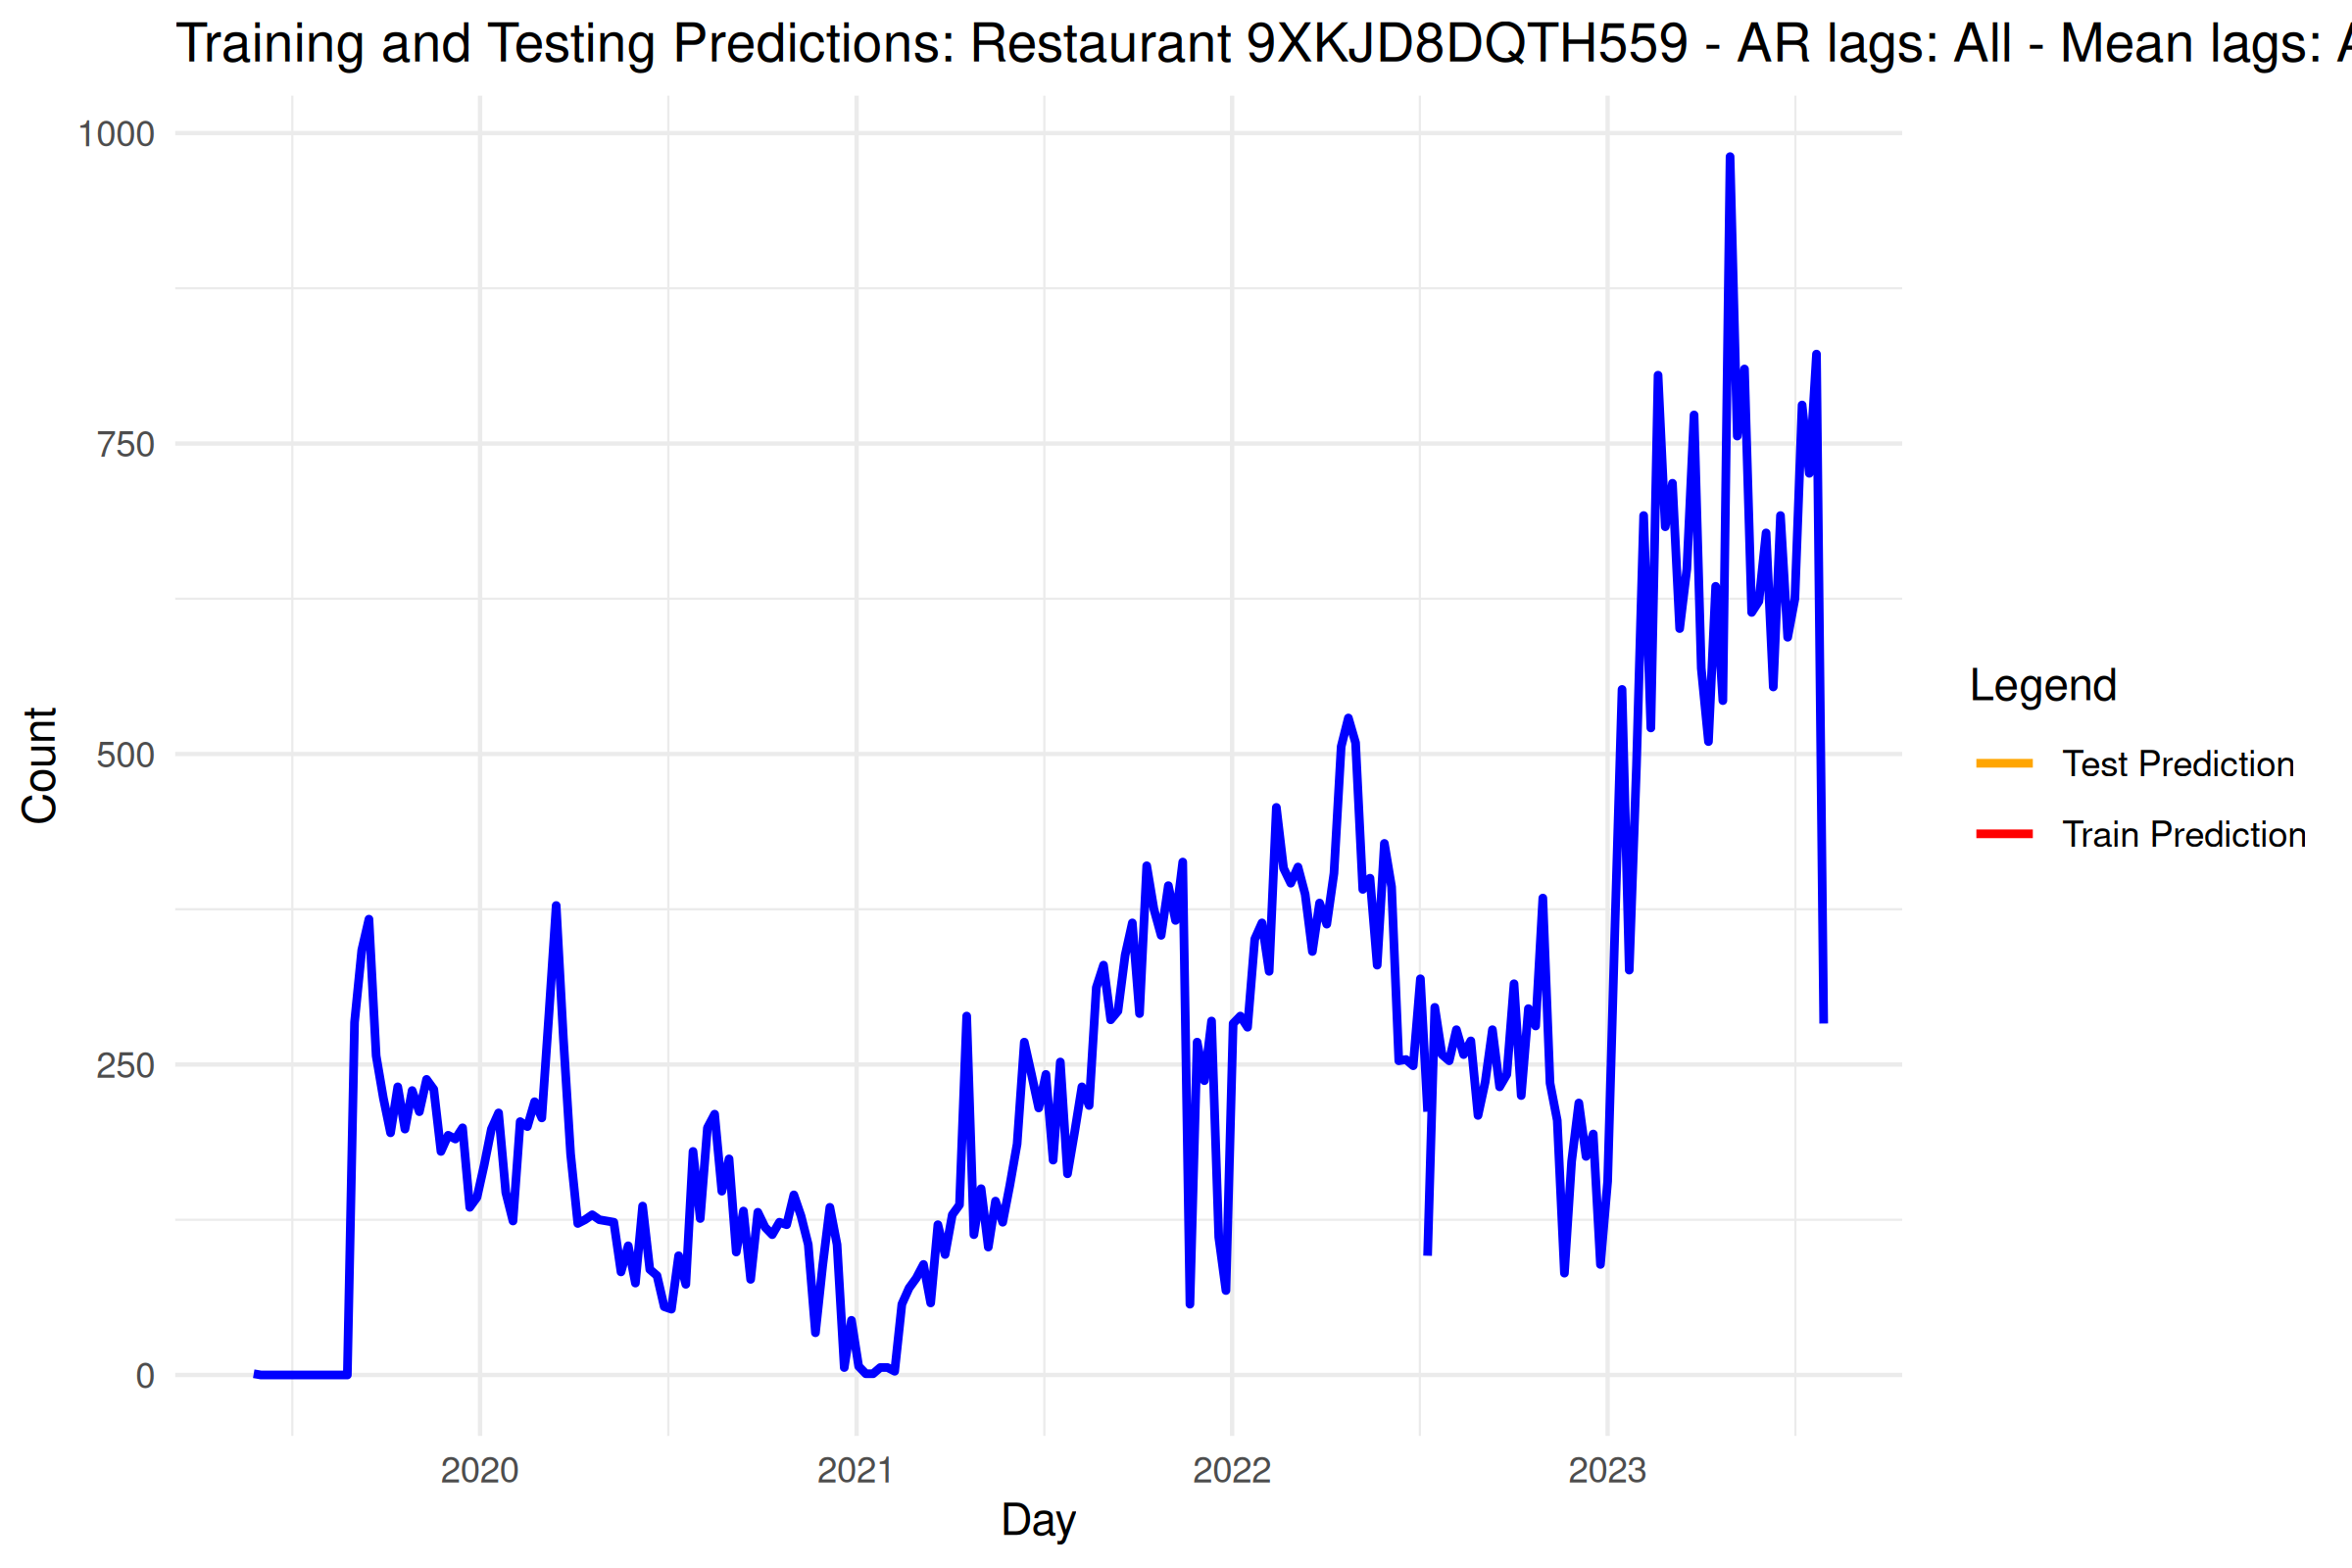 Training and Testing Predictions: Restaurant 9XKJD8DQTH559 - AR lags: All - Mean lags:
1000
750
500
250
0
Count
2020 2021 2022 2023
Day
Legend
Test Prediction
Train Prediction